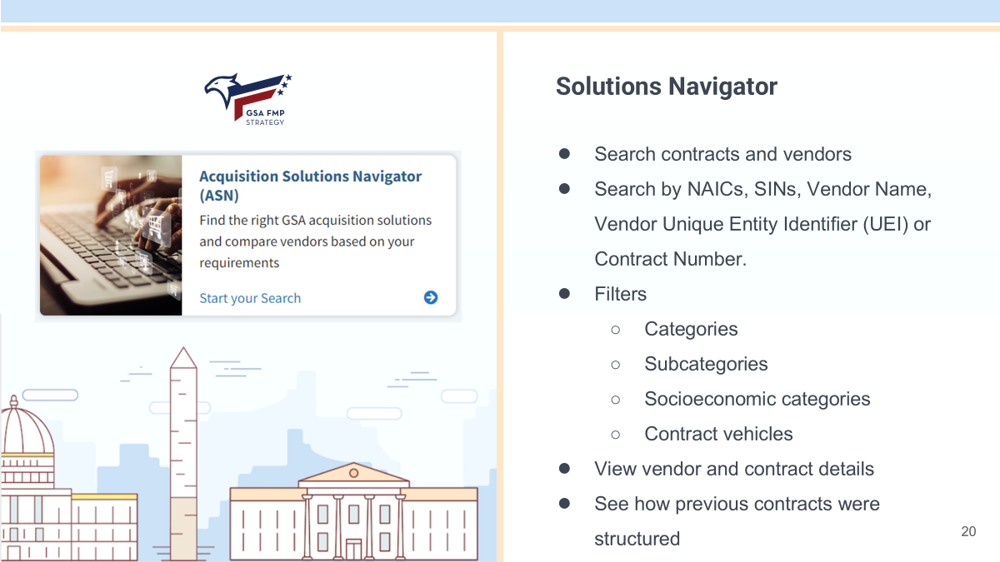 GSA FMP
STRATEGY
Acquisition Solutions Navigator
(ASN)
Find the right GSA acquisition solutions
and compare vendors based on your
requirements
Start your Search
Solutions Navigator
● Search contracts and vendors
● Search by NAICs, SINs, Vendor Name,
Vendor Unique Entity Identifier (UEI) or
Contract Number.
● Filters
○ Categories
○ Subcategories
○ Socioeconomic categories
○ Contract vehicles
● View vendor and contract details
● See how previous contracts were
structured
20